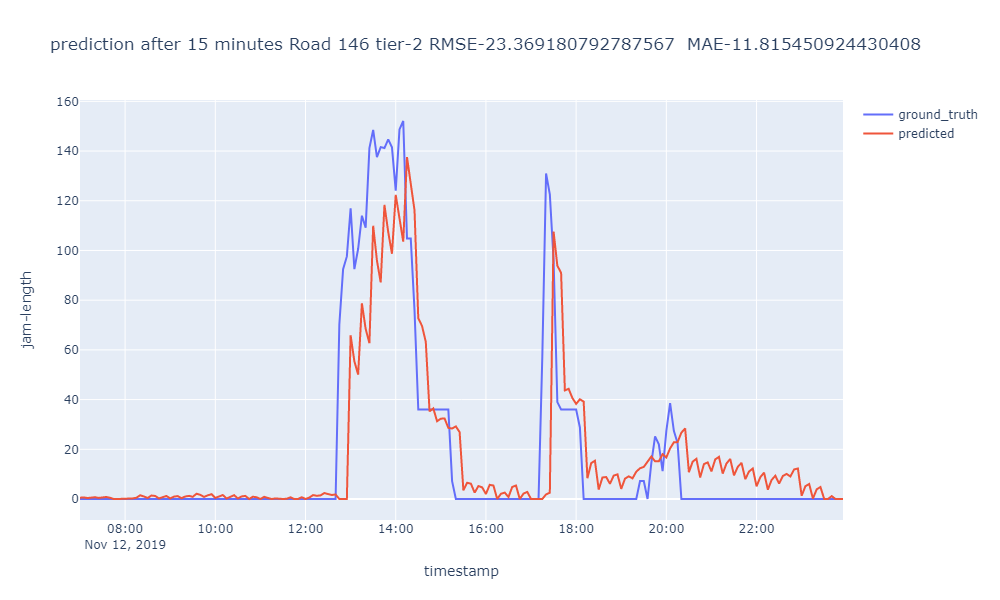 prediction after 15 minutes Road 146 tier-2 RMSE-23.369180792787567  MAE-11.815450924430408
ground_truth
predicted
160
140
120
100
80
60
40
20
0
jam-length
08:00 10:00 12:00 14:00 16:00 18:00 20:00 22:00
Nov 12, 2019
timestamp